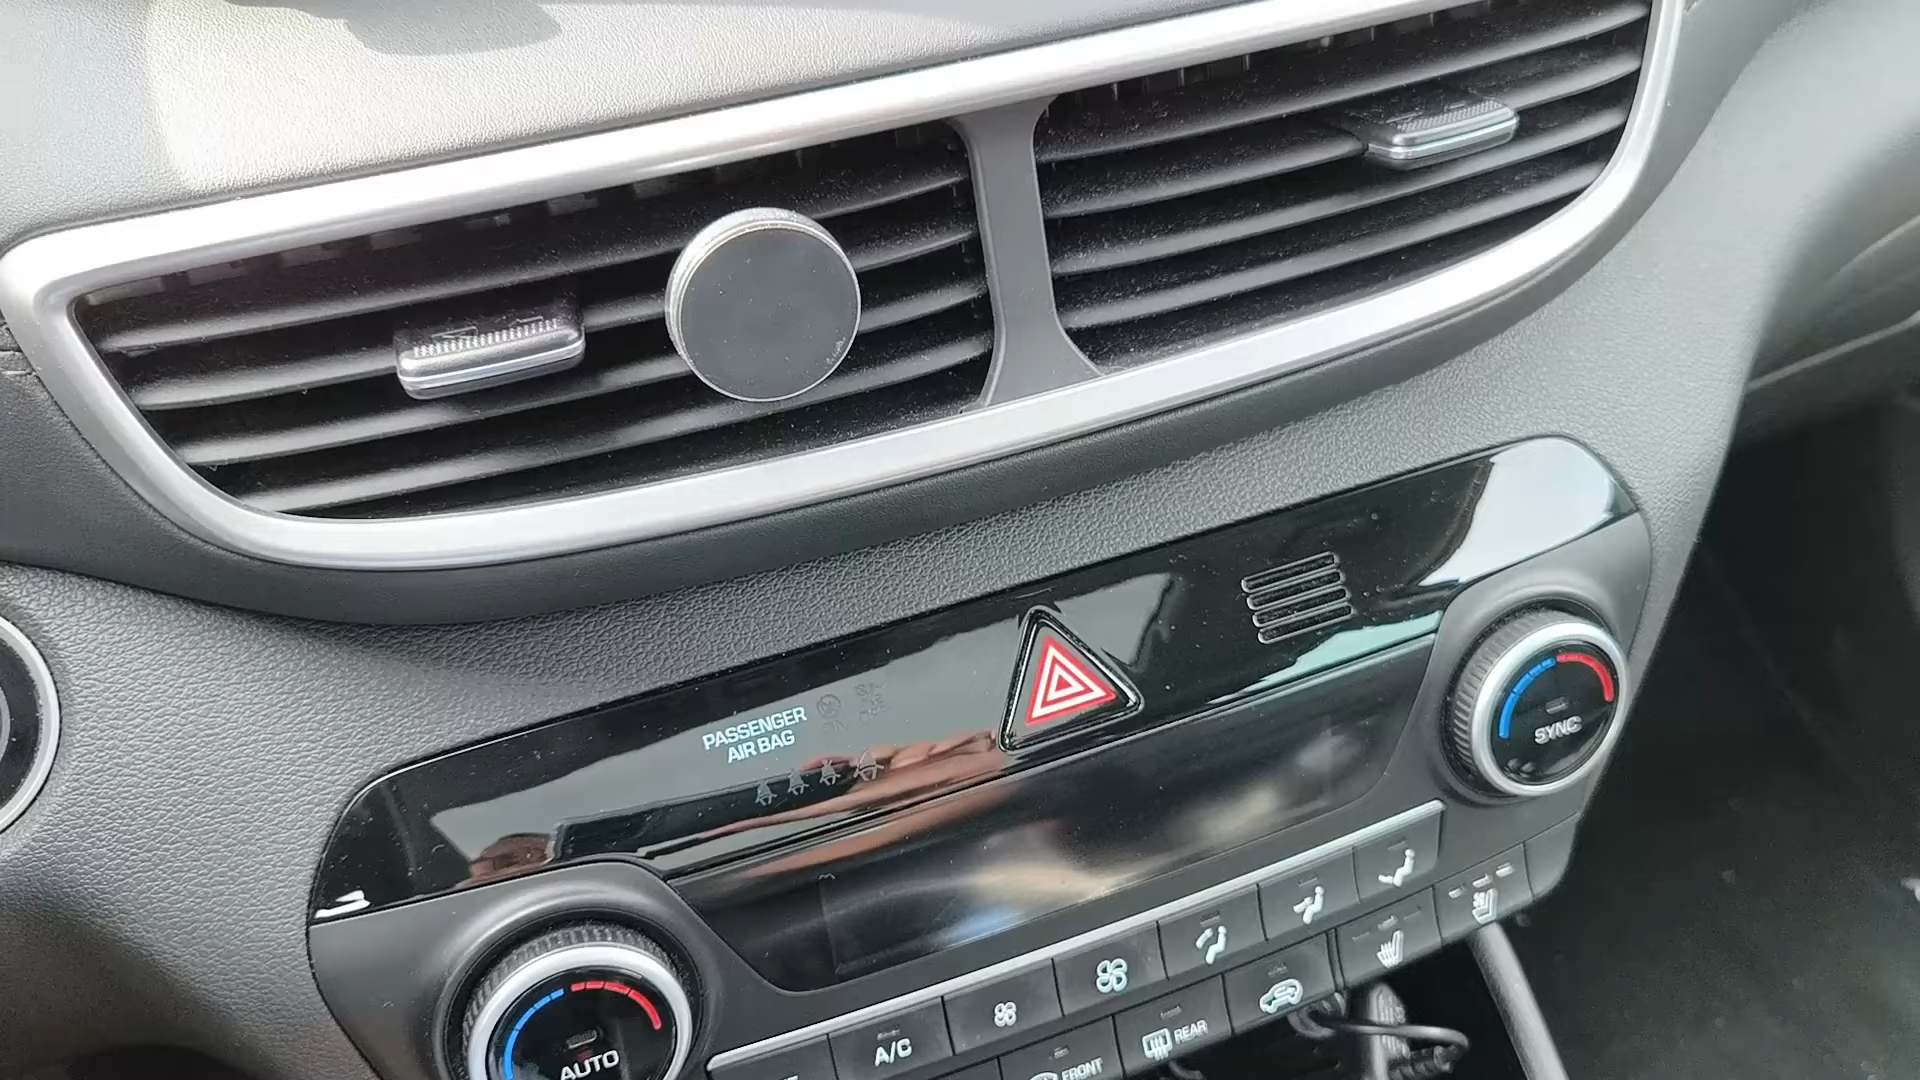 PASSENGER
AIR BAG
SYNC
AUTO
A/C
REAR
FRONT